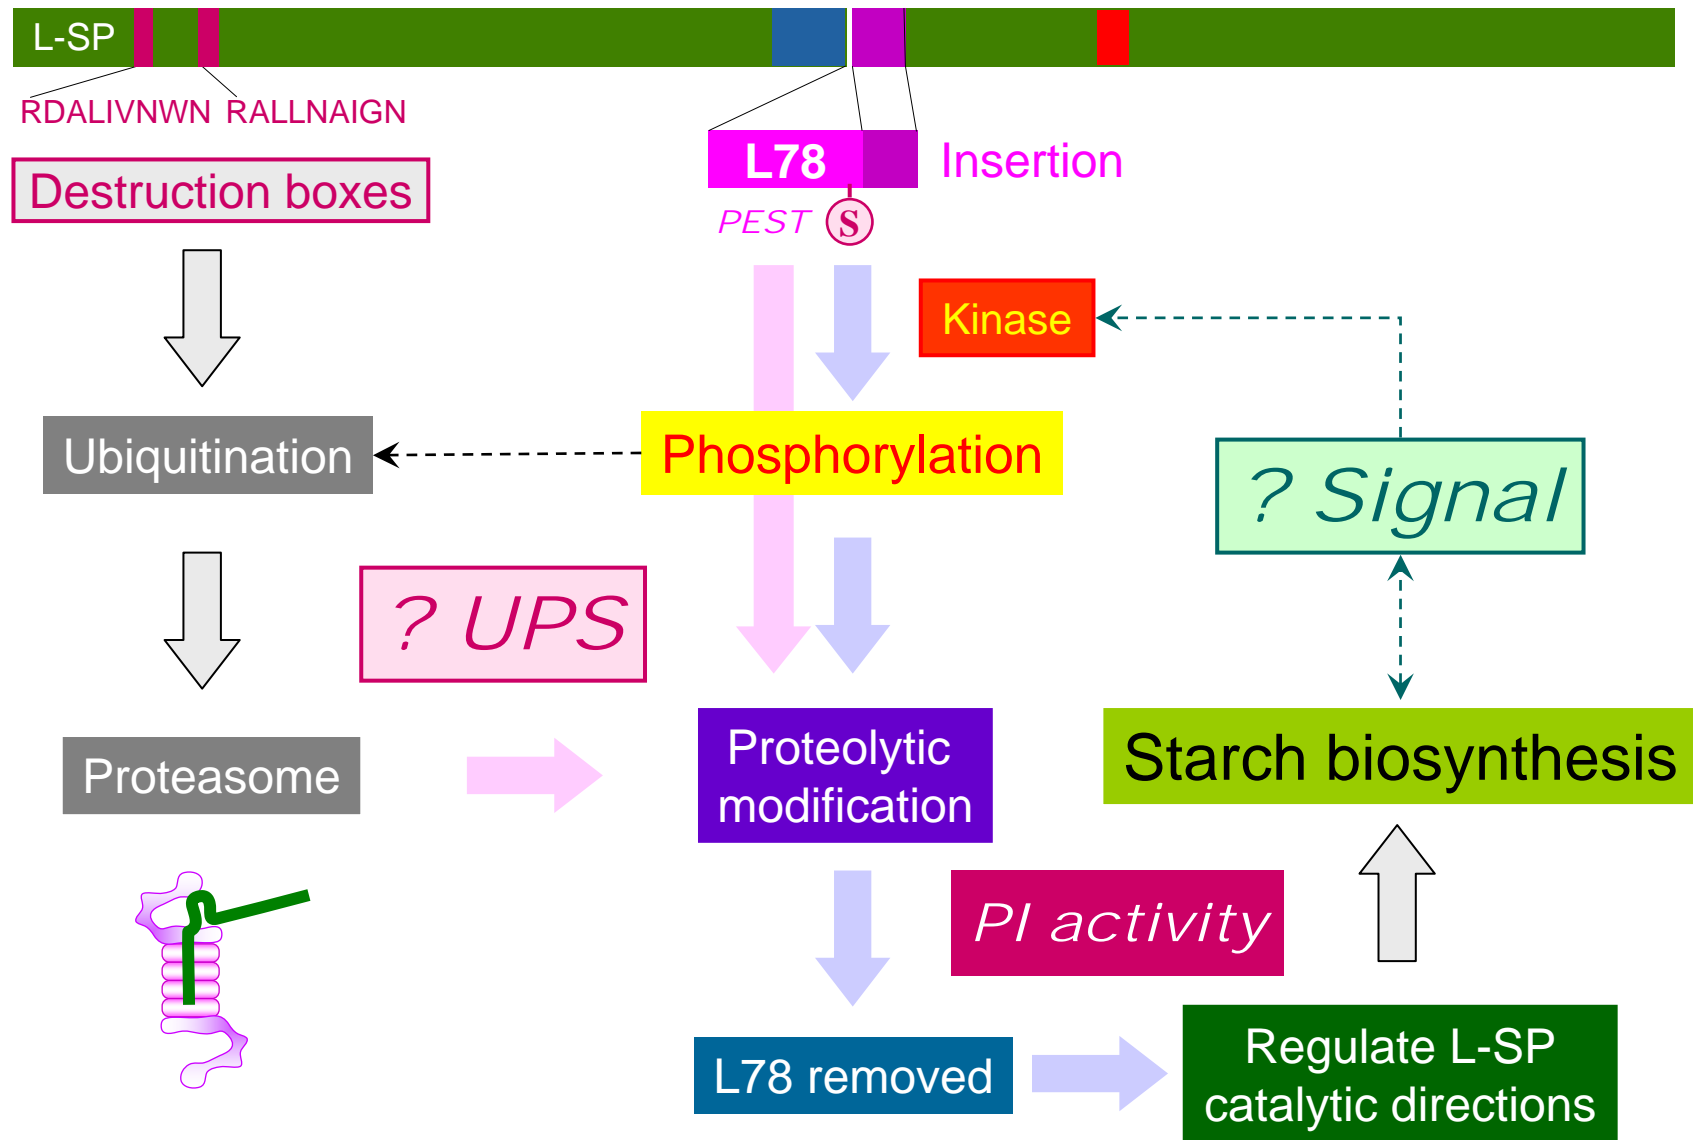 L-SP
RDALIVNWN RALLNAIGN
Destruction boxes
L78
Insertion
PEST
S
Kinase
Ubiquitination
Phosphorylation
? Signal
? UPS
Proteasome
Proteolytic
modification
Starch biosynthesis
PI activity
L78 removed
Regulate L-SP
catalytic directions